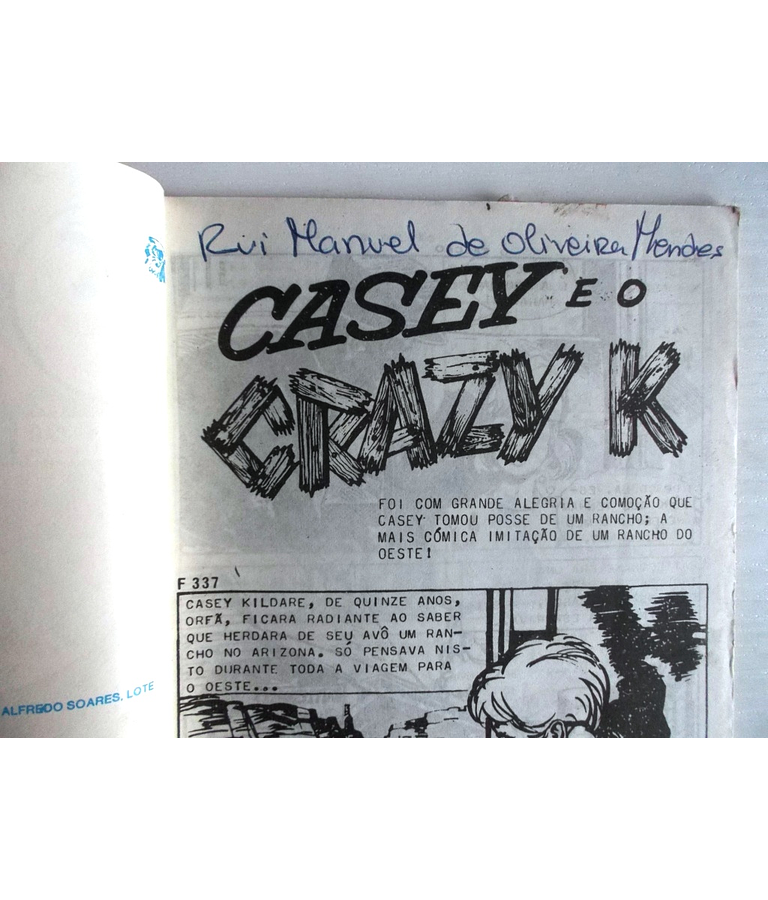 Rui Manuel de Oliveira Mendes
CASEY E O
CRAZY K
FOI COM GRANDE ALEGRIA E COMOÇÃO QUE
CASEY TOMOU POSSE DE UM RANCHO; A
MAIS CÓMICA IMITAÇÃO DE UM RANCHO DO
OESTE!
F 337
CASEY KILDARE, DE QUINZE ANOS,
ORFÃ, FICARA RADIANTE AO SABER
QUE HERDARA DE SEU AVÔ UM RAN-
CHO NO ARIZONA. SÓ PENSAVA NIS-
TO DURANTE TODA A VIAGEM PARA
O OESTE...
ALFREDO SOARES. LOTE